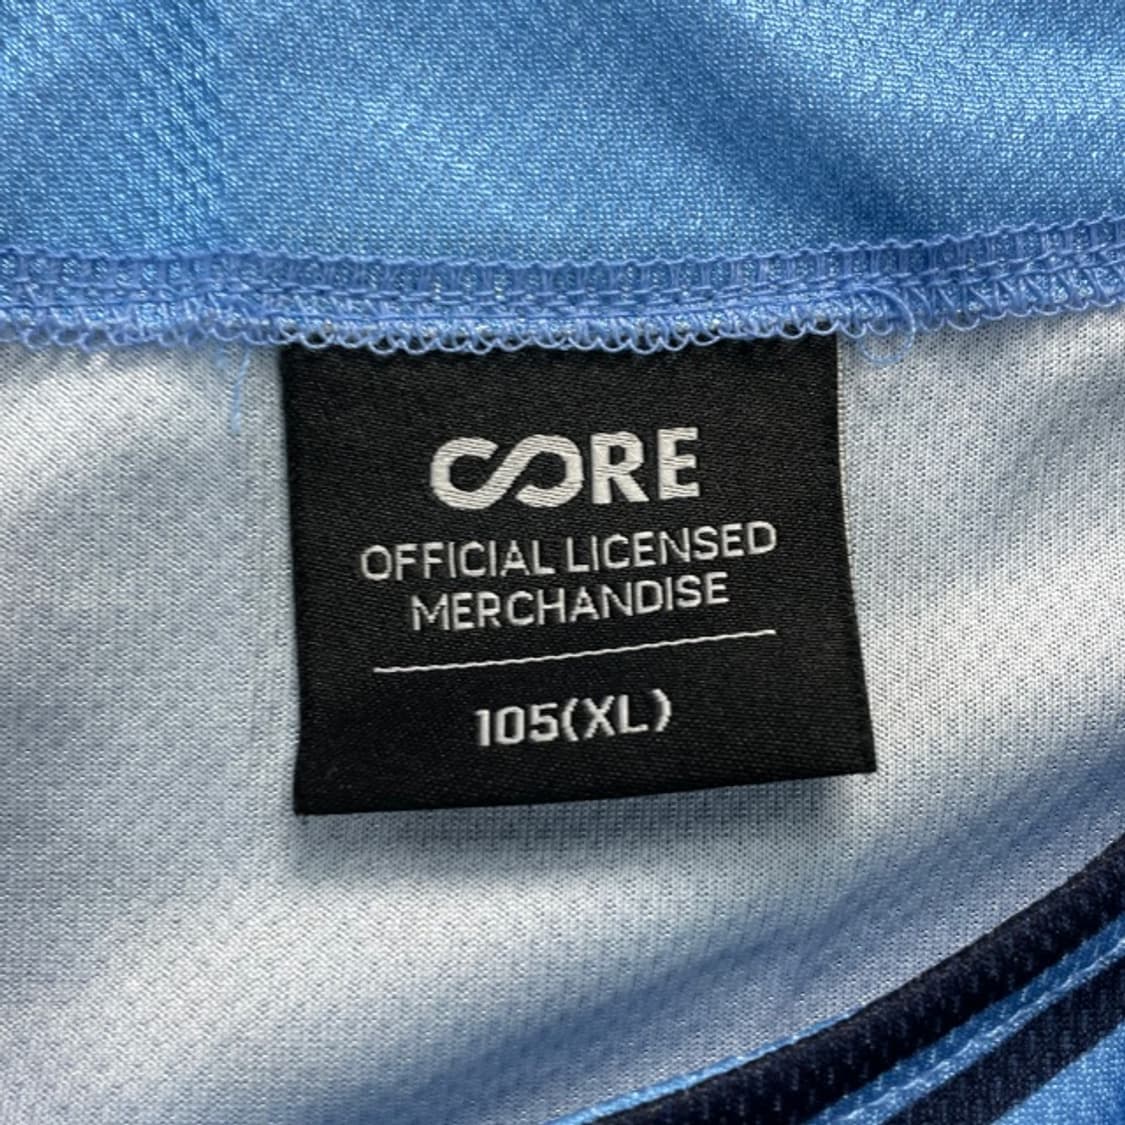 CORE
OFFICIAL LICENSED
MERCHANDISE
105(XL)